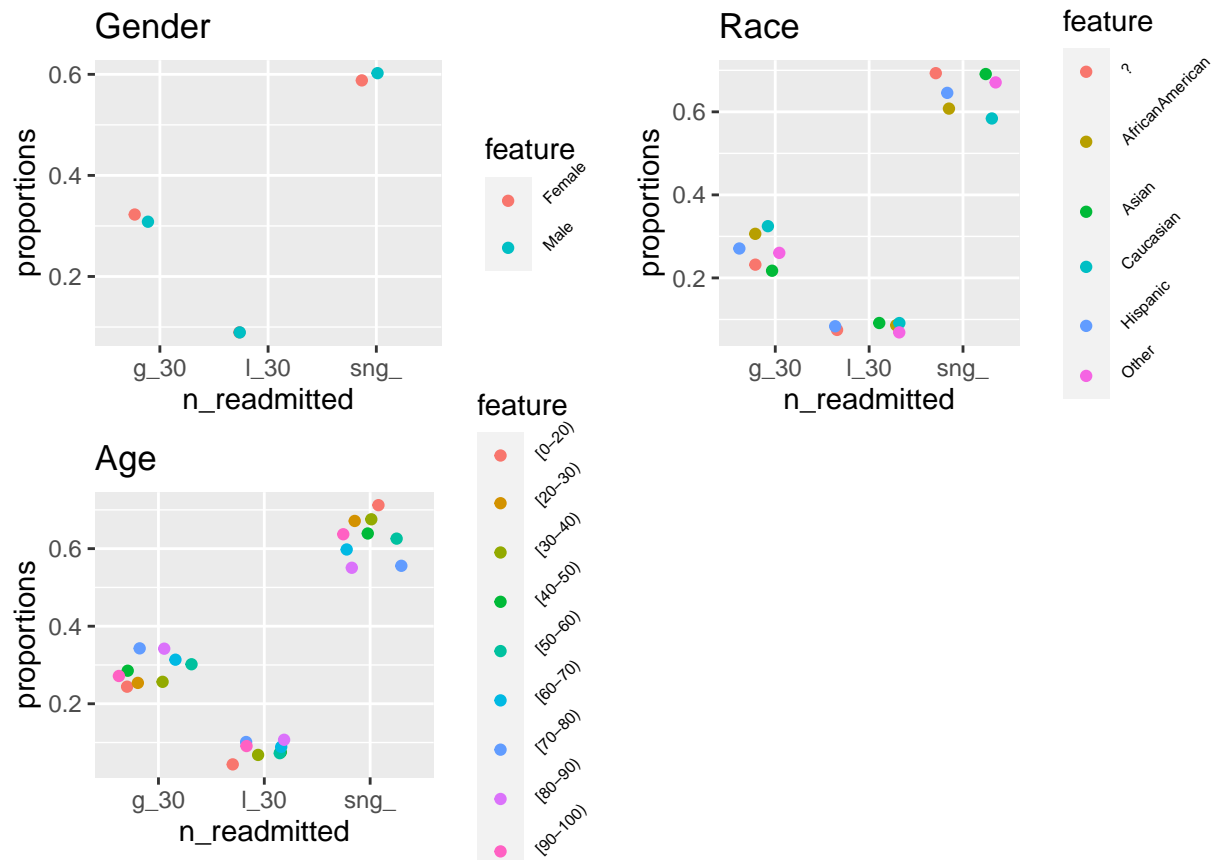 Gender
proportions
0.6
0.4
0.2
g_30 l_30 sng_
n_readmitted
feature
Female
Male
Race
proportions
0.6
0.4
0.2
g_30 l_30 sng_
n_readmitted
feature
?
AfricanAmerican
Asian
Caucasian
Hispanic
Other
Age
proportions
0.6
0.4
0.2
g_30 l_30 sng_
n_readmitted
feature
[0−20)
[20−30)
[30−40)
[40−50)
[50−60)
[60−70)
[70−80)
[80−90)
[90−100)